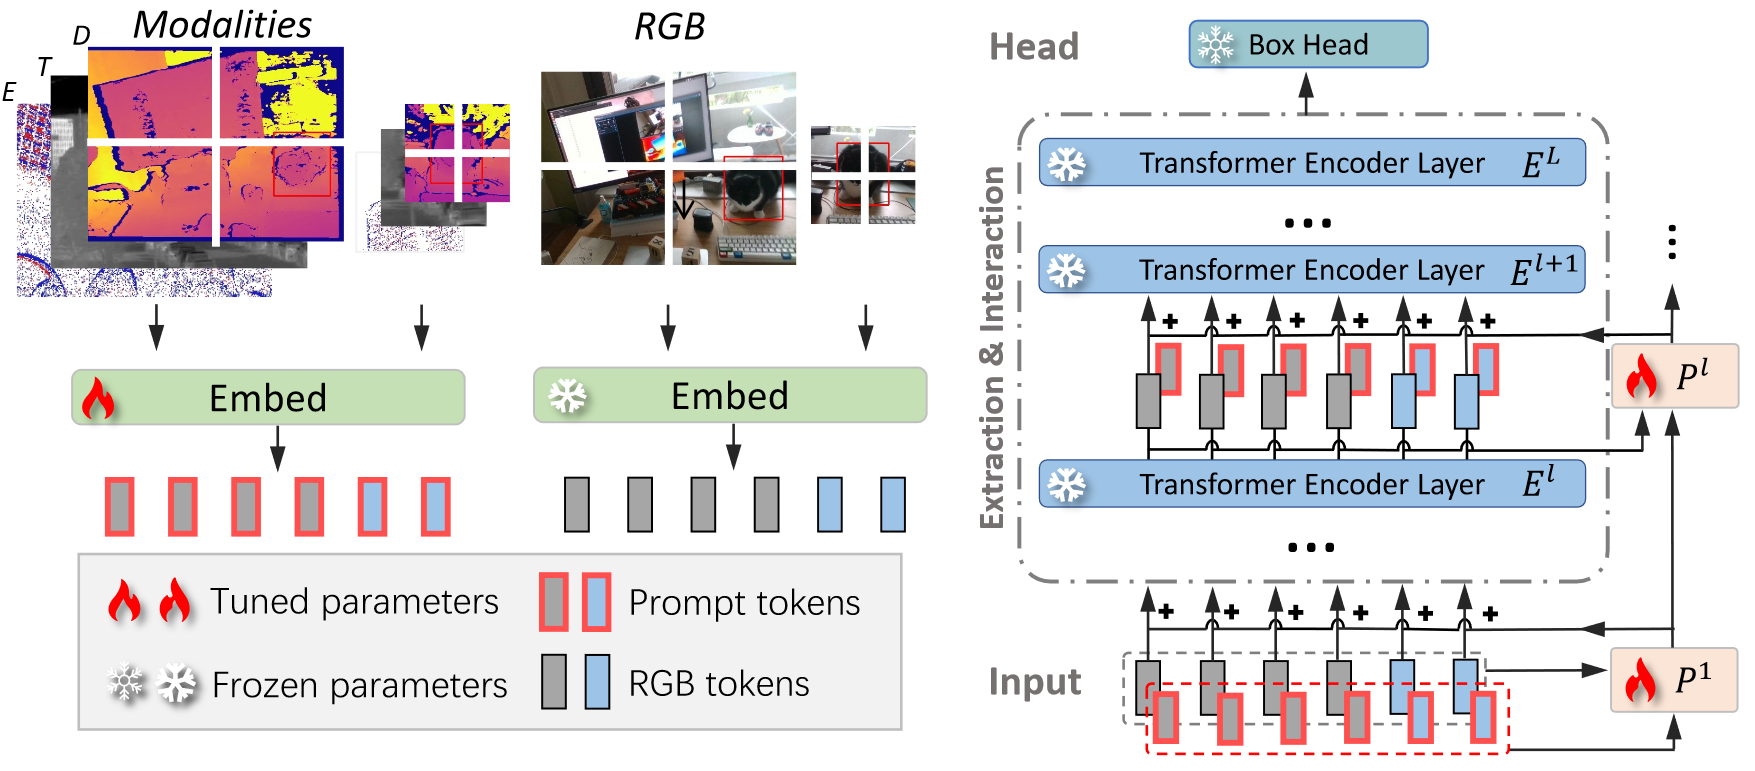 Modalities
RGB
D
T
E
Embed
Embed
Tuned parameters
Prompt tokens
Frozen parameters
RGB tokens
Head
Box Head
Extraction & Interaction
Transformer Encoder Layer E^L
...
Transformer Encoder Layer E^{l+1}
+ + + + + +
P^l
Transformer Encoder Layer E^l
...
+ + + + + +
Input
P^1